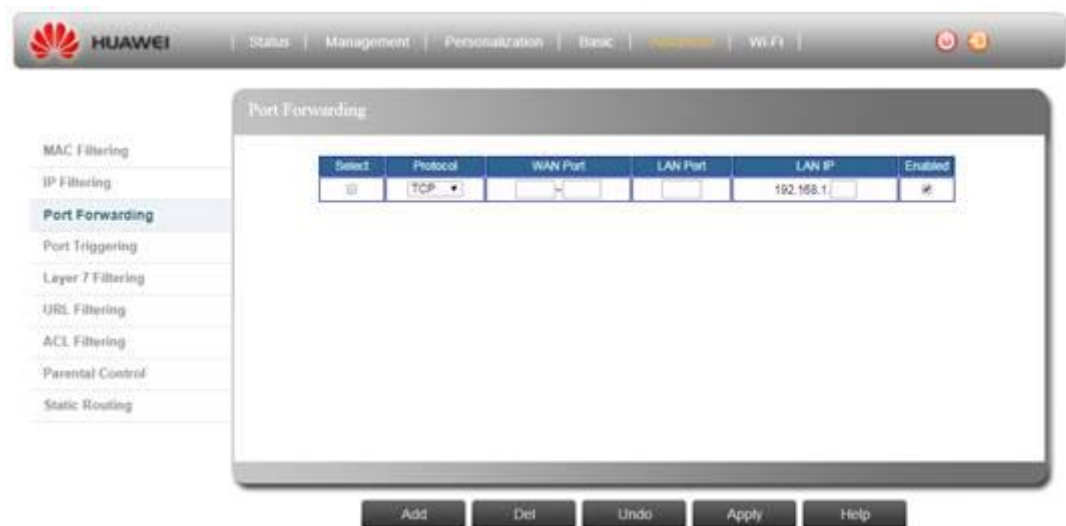 HUAWEI
Status | Management | Personalization | Basic | Advanced | Wi-Fi |
Port Forwarding
MAC Filtering
IP Filtering
Port Forwarding
Port Triggering
Layer 7 Filtering
URL Filtering
ACL Filtering
Parental Control
Static Routing
Select Protocol WAN Port LAN Port LAN IP Enabled
TCP - 192.168.1.
Add Del Undo Apply Help